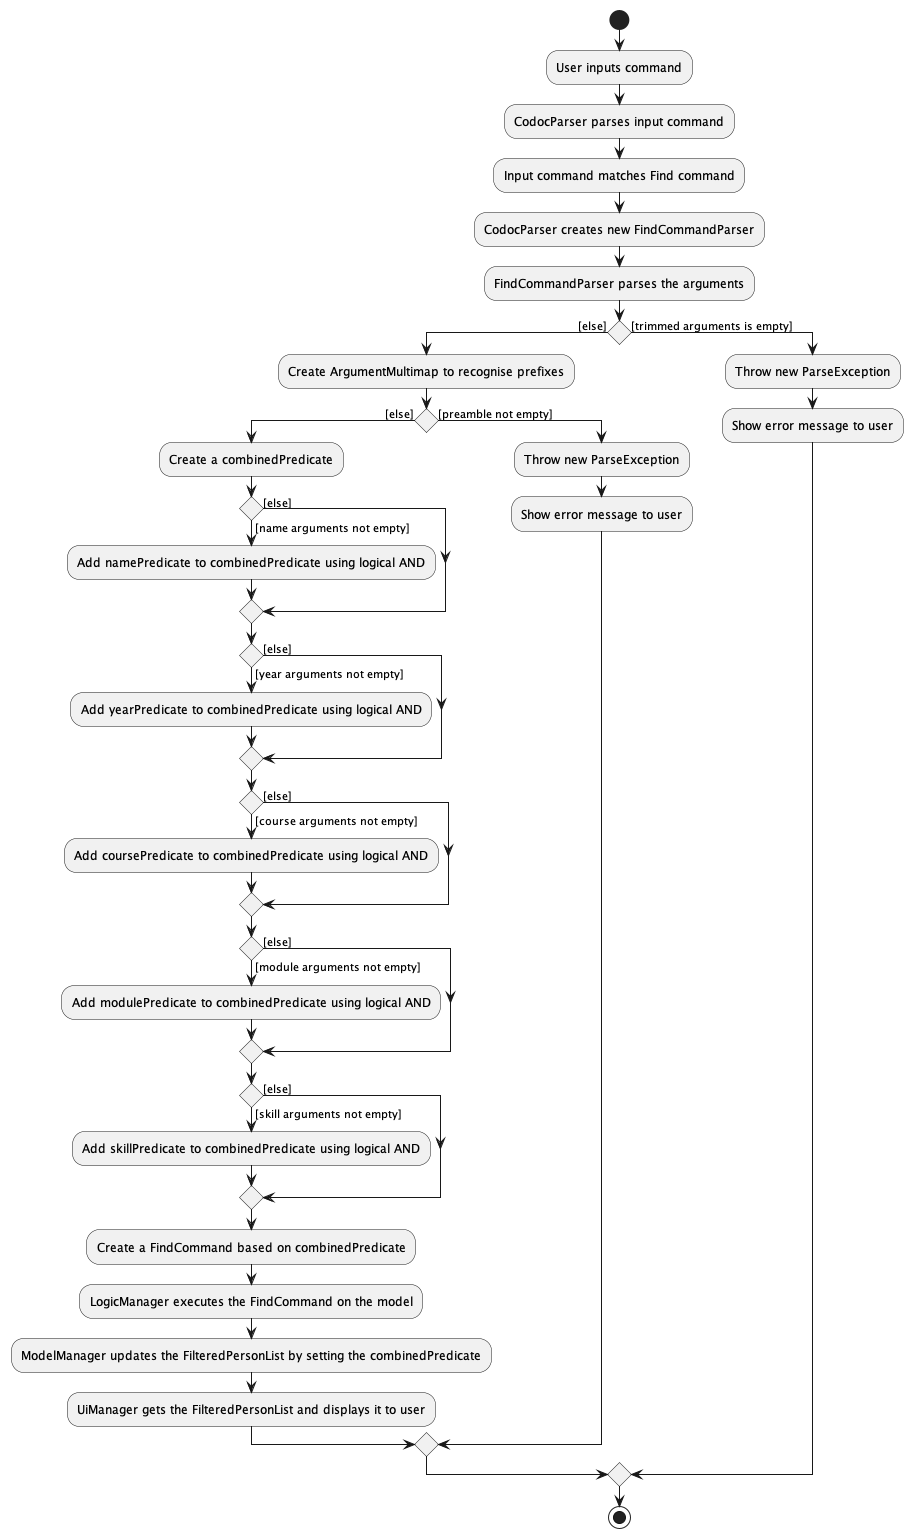 User inputs command
CodocParser parses input command
Input command matches Find command
CodocParser creates new FindCommandParser
FindCommandParser parses the arguments
[else]
[trimmed arguments is empty]
Create ArgumentMultimap to recognise prefixes
Throw new ParseException
[else]
[preamble not empty]
Show error message to user
Create a combinedPredicate
Throw new ParseException
[else]
Show error message to user
[name arguments not empty]
Add namePredicate to combinedPredicate using logical AND
[else]
[year arguments not empty]
Add yearPredicate to combinedPredicate using logical AND
[else]
[course arguments not empty]
Add coursePredicate to combinedPredicate using logical AND
[else]
[module arguments not empty]
Add modulePredicate to combinedPredicate using logical AND
[else]
[skill arguments not empty]
Add skillPredicate to combinedPredicate using logical AND
Create a FindCommand based on combinedPredicate
LogicManager executes the FindCommand on the model
ModelManager updates the FilteredPersonList by setting the combinedPredicate
UiManager gets the FilteredPersonList and displays it to user